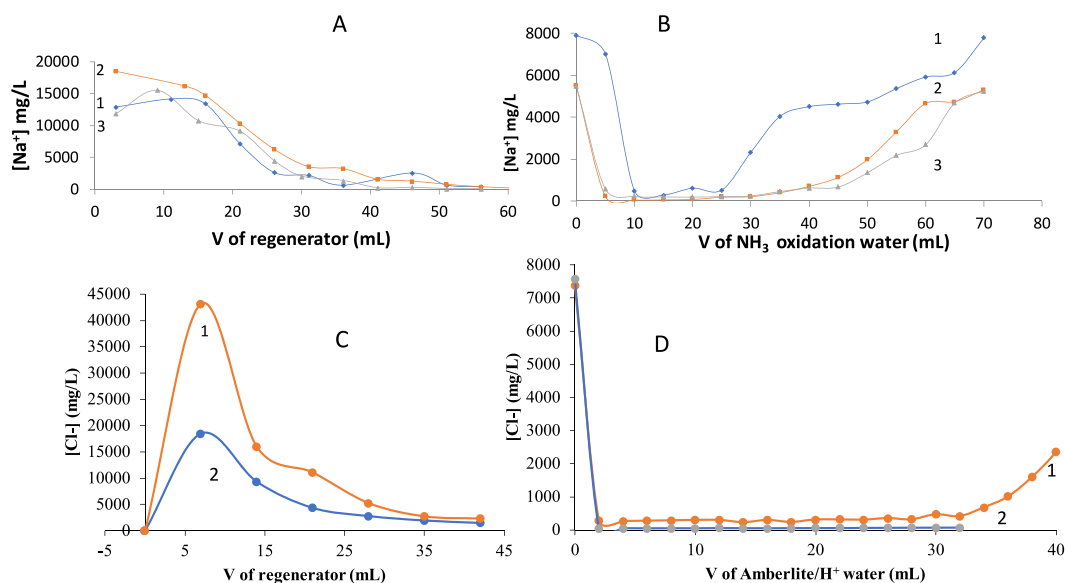 A
[Na⁺] mg/L
20000
15000
10000
5000
0
2
1
3
0 10 20 30 40 50 60
V of regenerator (mL)
B
[Na⁺] mg/L
8000
6000
4000
2000
0
1
2
3
0 10 20 30 40 50 60 70 80
V of NH₃ oxidation water (mL)
C
[Cl-] (mg/L)
45000
40000
35000
30000
25000
20000
15000
10000
5000
0
1
2
-5 5 15 25 35 45
V of regenerator (mL)
D
[Cl-] (mg/L)
8000
7000
6000
5000
4000
3000
2000
1000
0
1
2
0 10 20 30 40
V of Amberlite/H⁺ water (mL)